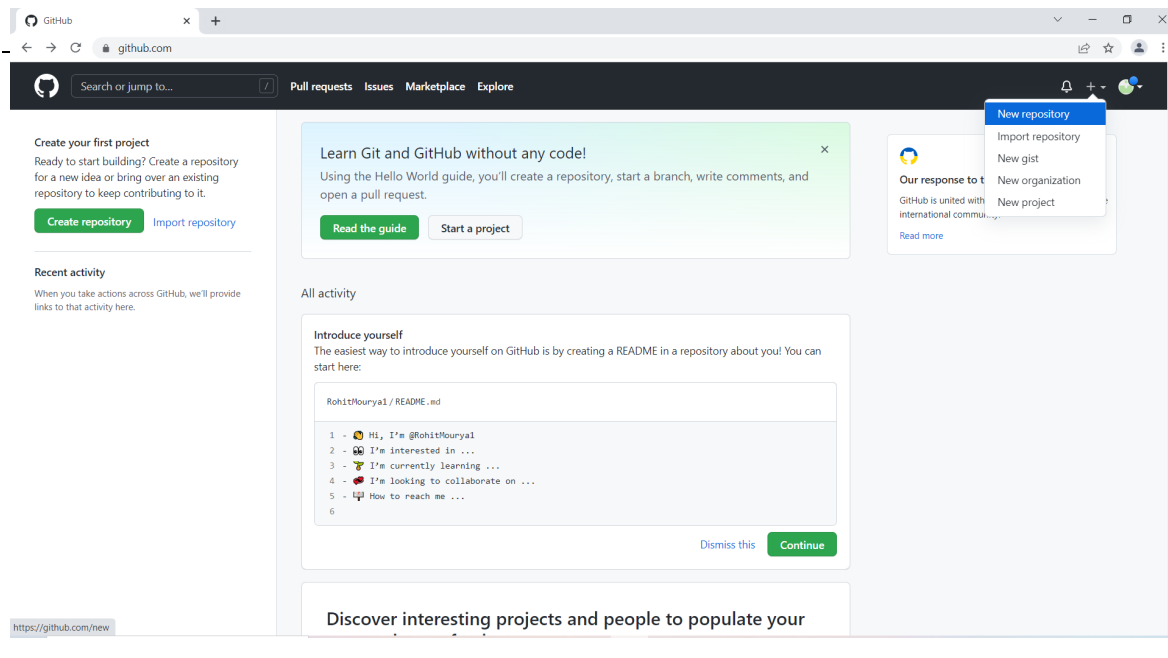 GitHub
github.com
Search or jump to...
/
Pull requests Issues Marketplace Explore
New repository
Import repository
New gist
New organization
New project
Create your first project
Ready to start building? Create a repository
for a new idea or bring over an existing
repository to keep contributing to it.
Create repository Import repository
Recent activity
When you take actions across GitHub, we'll provide
links to that activity here.
Learn Git and GitHub without any code!
Using the Hello World guide, you'll create a repository, start a branch, write comments, and
open a pull request.
Read the guide Start a project
All activity
Introduce yourself
The easiest way to introduce yourself on GitHub is by creating a README in a repository about you! You can
start here:
RohitMourya1/README.md
1 - 👋 Hi, I'm @RohitMourya1
2 - 👀 I'm interested in ...
3 - 🌱 I'm currently learning ...
4 - 💞️ I'm looking to collaborate on ...
5 - 📫 How to reach me ...
6
Dismiss this Continue
Discover interesting projects and people to populate your
Our response to t
GitHub is united with
international
Read more
https://github.com/new